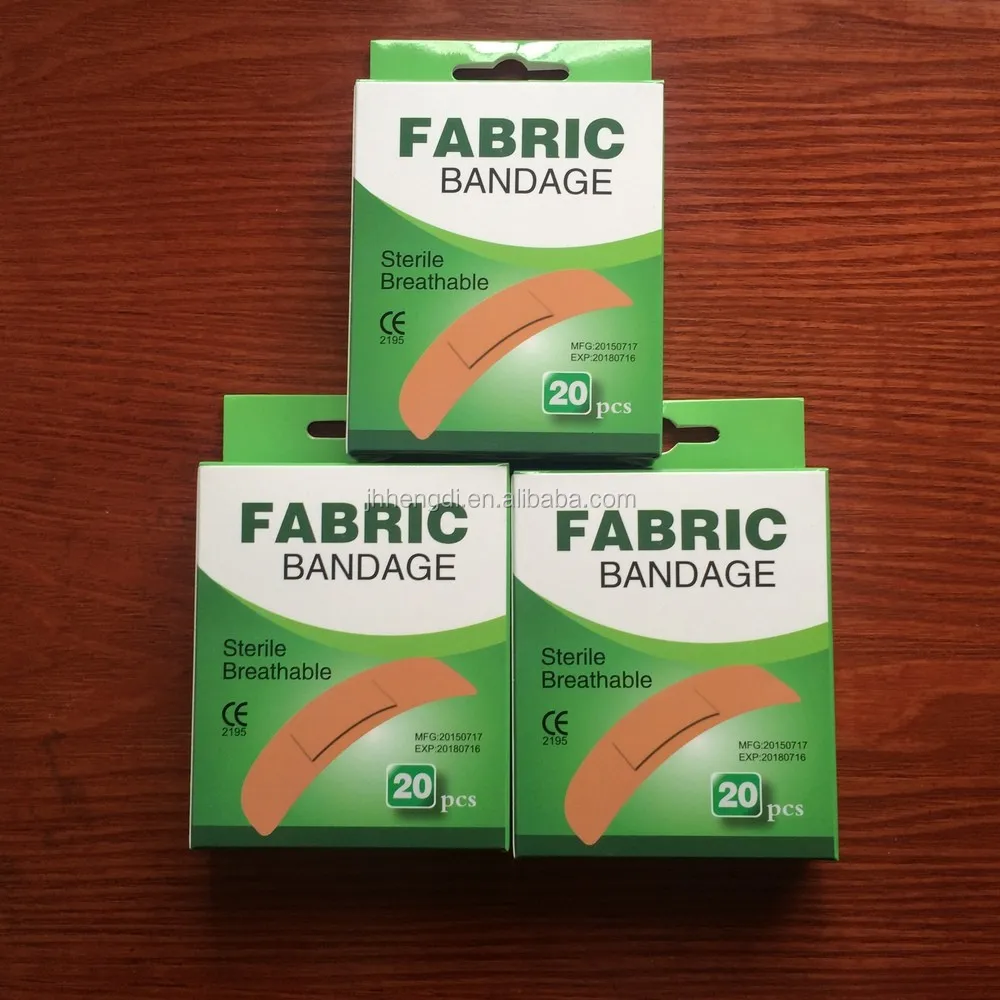 FABRIC
BANDAGE
Sterile
Breathable
CE
2195
MFG:20150717
EXP:20180716
20 pcs
jhhengdi.en.alibaba.com
FABRIC
BANDAGE
Sterile
Breathable
CE
2195
MFG:20150717
EXP:20180716
20 pcs
FABRIC
BANDAGE
Sterile
Breathable
CE
2195
MFG:20150717
EXP:20180716
20 pcs